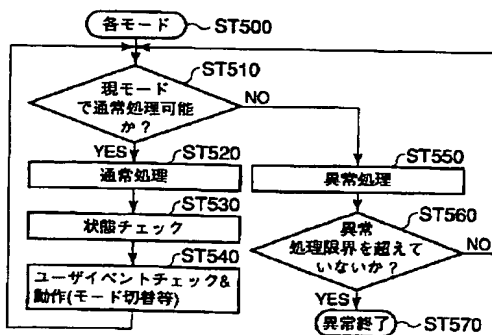 各モード
ST500
ST510
現モード
で通常処理可能
か？
NO
YES
ST520
通常処理
ST530
状態チェック
ST540
ユーザイベントチェック&
動作(モード切替等)
ST550
異常処理
ST560
異常
処理限界を超えて
いないか？
NO
YES
異常終了
ST570